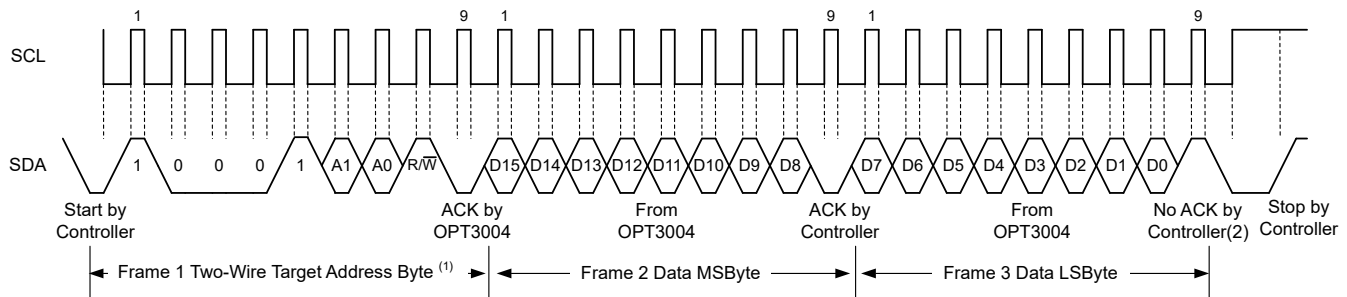 1 9 1 9 1 9
SCL
SDA
1 0 0 0 1 A1 A0 R/W̅ D15 D14 D13 D12 D11 D10 D9 D8 D7 D6 D5 D4 D3 D2 D1 D0
Start by
Controller
ACK by
OPT3004
From
OPT3004
ACK by
Controller
From
OPT3004
No ACK by
Controller(2)
Stop by
Controller
Frame 1 Two-Wire Target Address Byte (1)
Frame 2 Data MSByte
Frame 3 Data LSByte